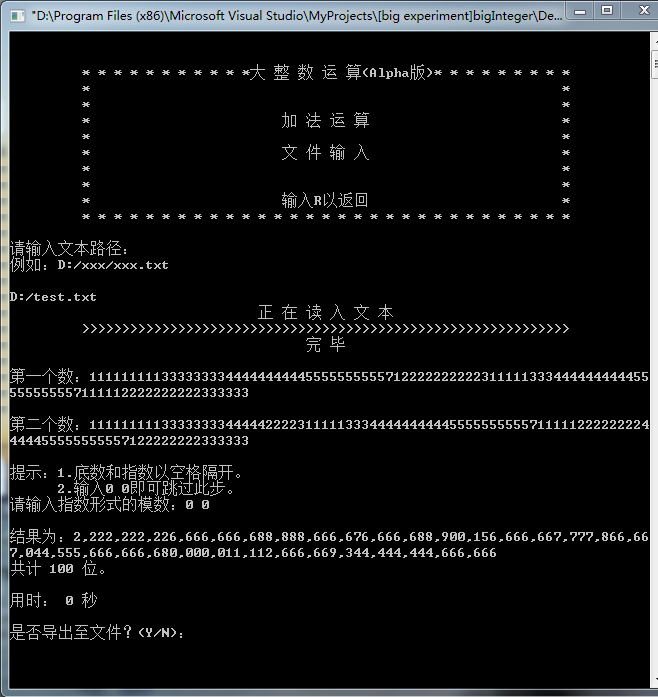 "D:\Program Files (x86)\Microsoft Visual Studio\MyProjects\[big experiment]bigInteger\De...
* * * * * * * * * * *大 整 数 运 算(Alpha版)* * * * * * * * *
* *
* *
* 加 法 运 算 *
* *
* 文 件 输 入 *
* *
* *
* 输入R以返回 *
* * * * * * * * * * * * * * * * * * * * * * * * * * * * * * *
请输入文本路径：
例如：D:/xxx/xxx.txt
D:/test.txt
正 在 读 入 文 本
>>>>>>>>>>>>>>>>>>>>>>>>>>>>>>>>>>>>>>>>>>>>>>>>>>>>>>>>>>>>>
完 毕
第一个数：1111111113333333344444444445555555555712222222222311111333444444444455
555555557111112222222222333333
第二个数：1111111113333333344444222231111133344444444445555555555711111222222224
444455555555557122222222333333
提示：1.底数和指数以空格隔开。
2.输入0 0即可跳过此步。
请输入指数形式的模数：0 0
结果为：2,222,222,226,666,666,688,888,666,676,666,688,900,156,666,667,777,866,66
7,044,555,666,666,680,000,011,112,666,669,344,444,444,666,666
共计 100 位。
用时： 0 秒
是否导出至文件？(Y/N)：